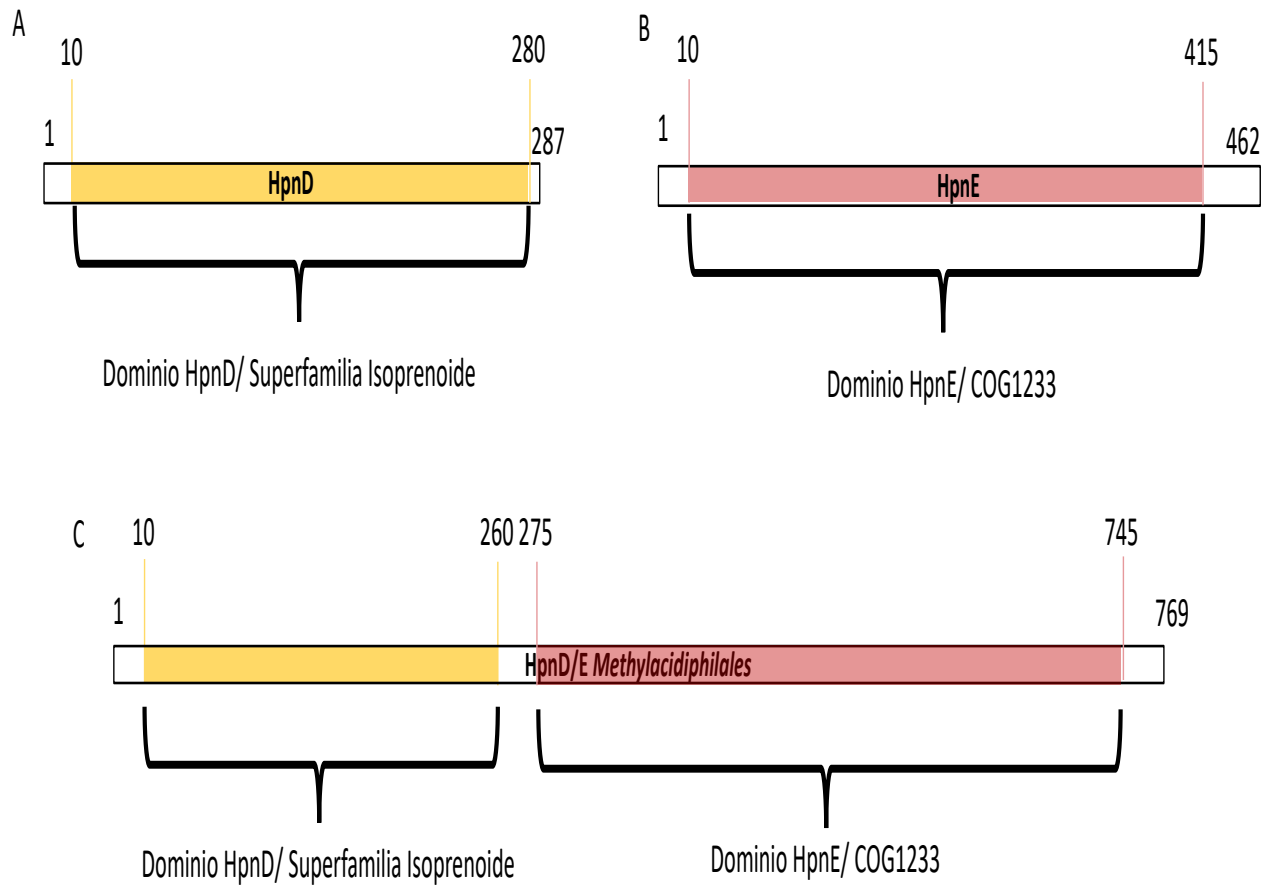 A
10
280
1
287
HpnD
Dominio HpnD/ Superfamilia Isoprenoide
B
10
415
1
462
HpnE
Dominio HpnE/ COG1233
C
10
260
275
745
1
769
HpnD/E Methylacidiphilales
Dominio HpnD/ Superfamilia Isoprenoide
Dominio HpnE/ COG1233